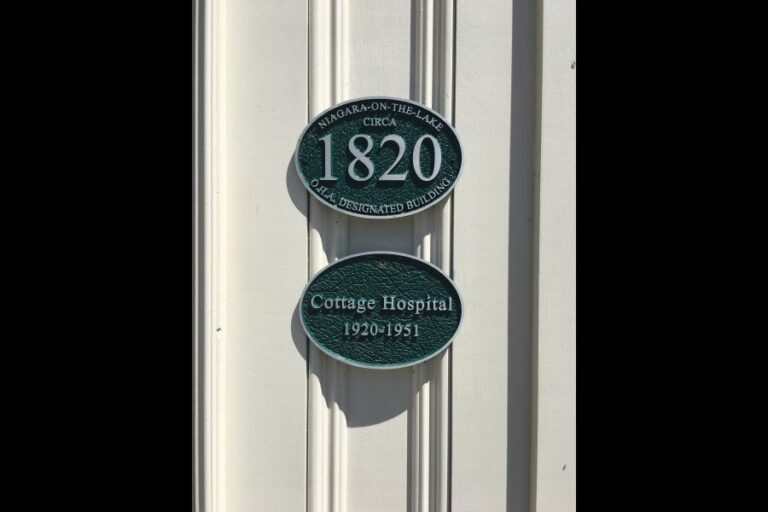 NIAGARA-ON-THE-LAKE
CIRCA
1820
O.H.A. DESIGNATED BUILDING
Cottage Hospital
1920-1951